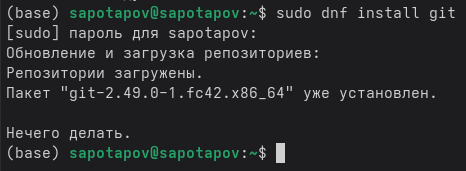 (base) sapotapov@sapotapov:~$ sudo dnf install git
[sudo] пароль для sapotapov:
Обновление и загрузка репозиториев:
Репозитории загружены.
Пакет "git-2.49.0-1.fc42.x86_64" уже установлен.
Нечего делать.
(base) sapotapov@sapotapov:~$